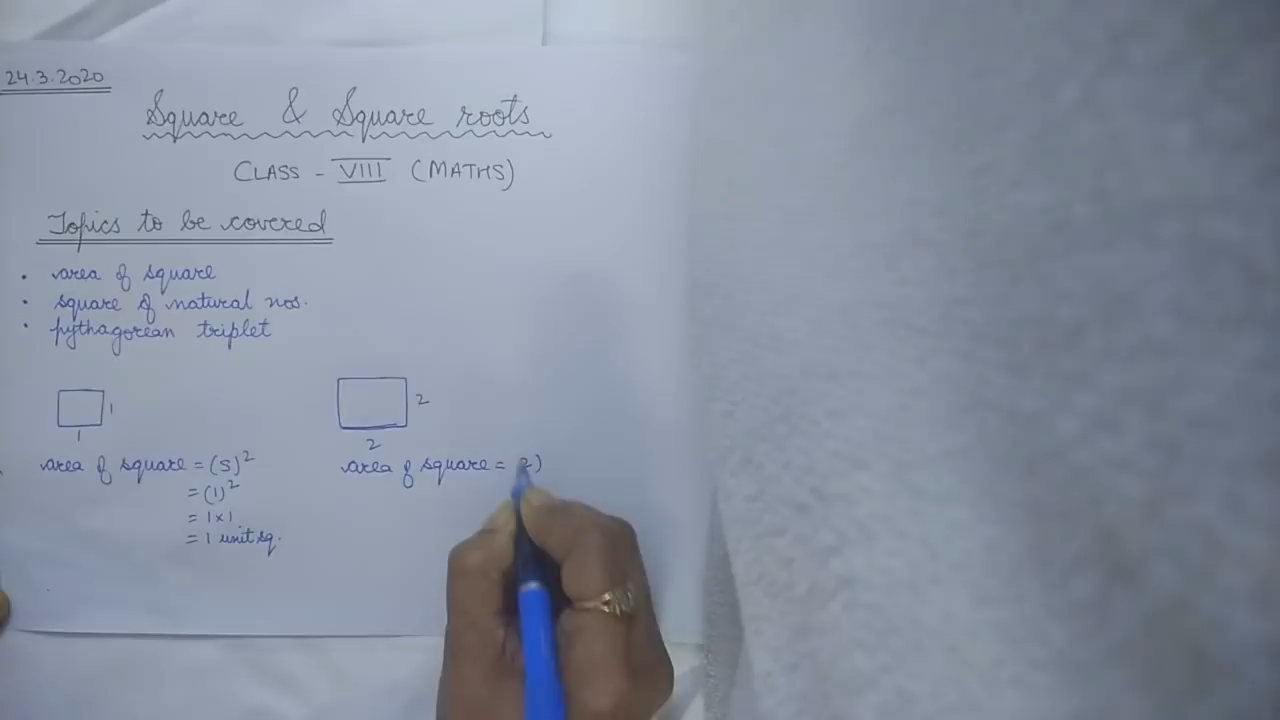 24.3.2020
Square & Square roots
CLASS - VIII (MATHS)
Topics to be covered
• area of square
• square of natural nos.
• pythagorean triplet
1
1
2
2
area of square = (S)²
= (1)²
= 1×1
= 1 unit sq.
area of square = 2)